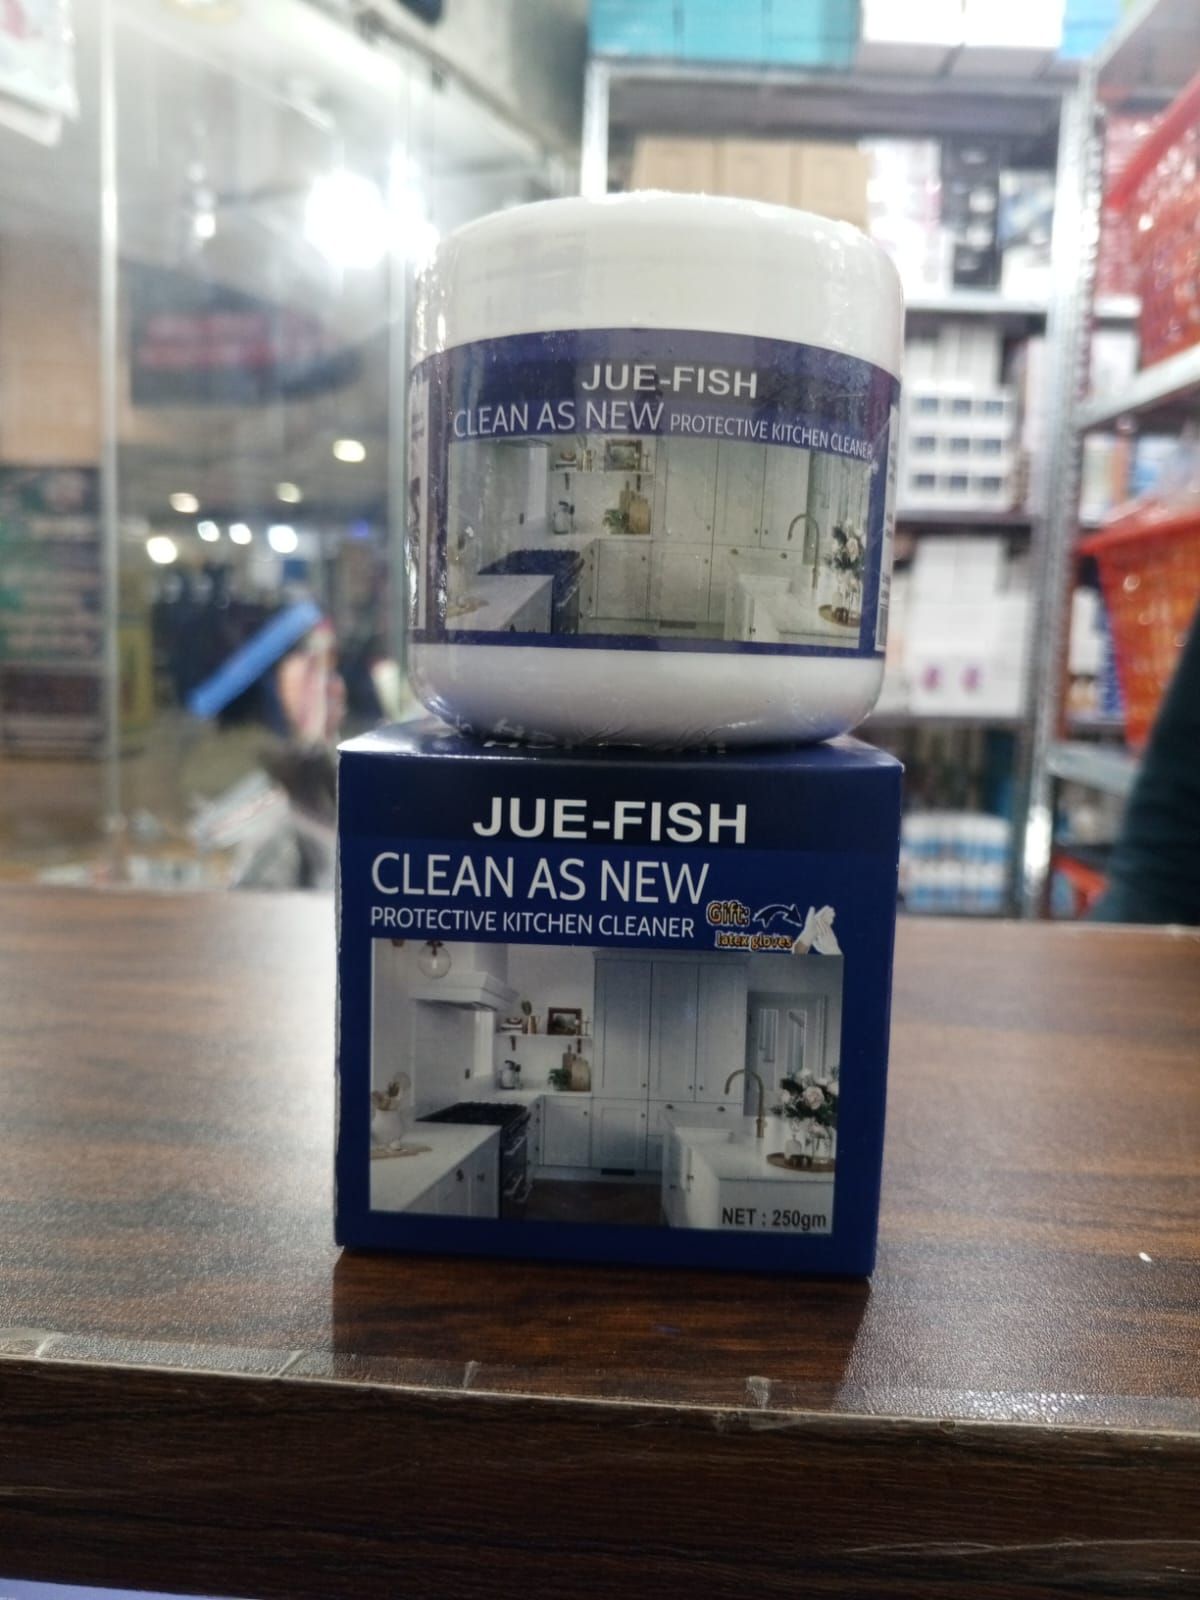 JUE-FISH
CLEAN AS NEW PROTECTIVE KITCHEN CLEANER
JUE-FISH
CLEAN AS NEW
PROTECTIVE KITCHEN CLEANER
Gift:
latex gloves
NET : 250gm